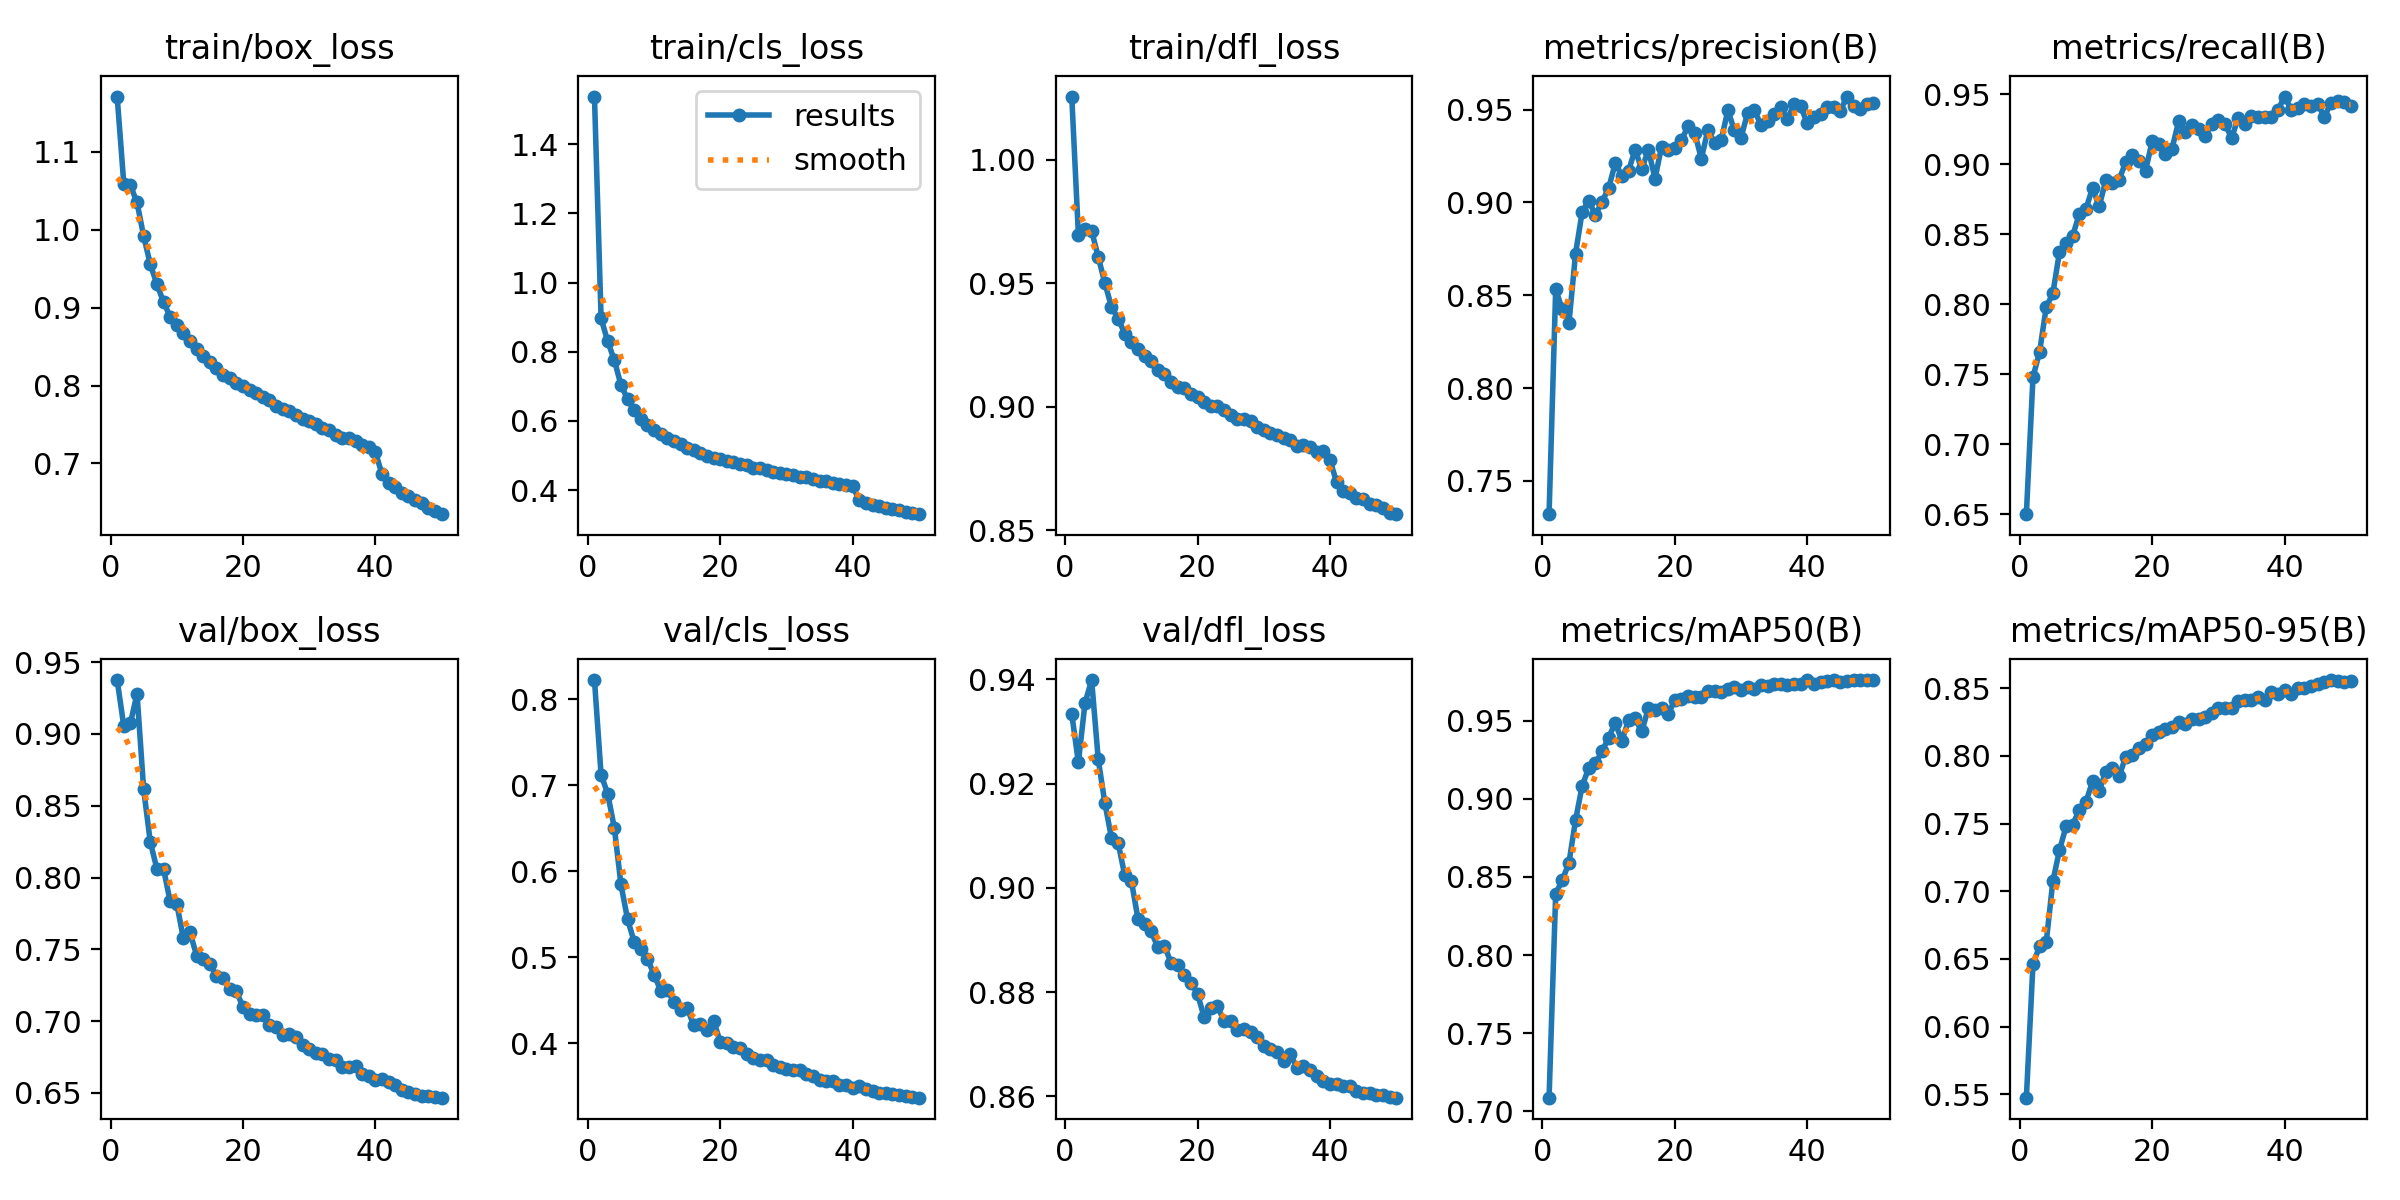 train/box_loss
1.1
1.0
0.9
0.8
0.7
0 20 40
train/cls_loss
results
smooth
1.4
1.2
1.0
0.8
0.6
0.4
0 20 40
train/dfl_loss
1.00
0.95
0.90
0.85
0 20 40
metrics/precision(B)
0.95
0.90
0.85
0.80
0.75
0 20 40
metrics/recall(B)
0.95
0.90
0.85
0.80
0.75
0.70
0.65
0 20 40
val/box_loss
0.95
0.90
0.85
0.80
0.75
0.70
0.65
0 20 40
val/cls_loss
0.8
0.7
0.6
0.5
0.4
0 20 40
val/dfl_loss
0.94
0.92
0.90
0.88
0.86
0 20 40
metrics/mAP50(B)
0.95
0.90
0.85
0.80
0.75
0.70
0 20 40
metrics/mAP50-95(B)
0.85
0.80
0.75
0.70
0.65
0.60
0.55
0 20 40